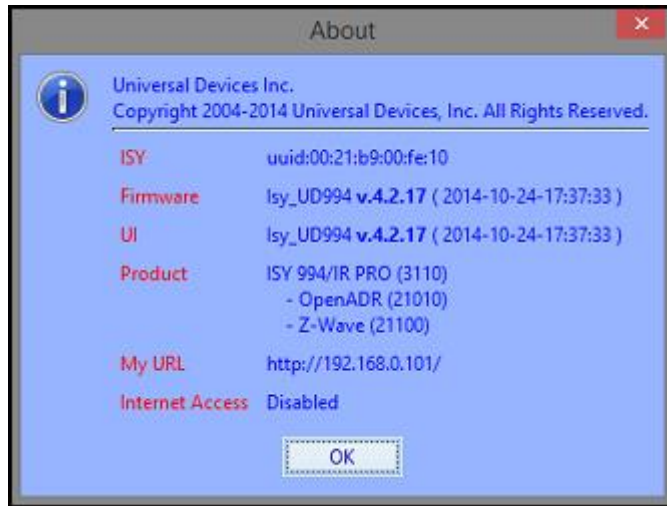 About
Universal Devices Inc.
Copyright 2004-2014 Universal Devices, Inc. All Rights Reserved.
ISY uuid:00:21:b9:00:fe:10
Firmware Isy_UD994 v.4.2.17 ( 2014-10-24-17:37:33 )
UI Isy_UD994 v.4.2.17 ( 2014-10-24-17:37:33 )
Product ISY 994/IR PRO (3110)
- OpenADR (21010)
- Z-Wave (21100)
My URL http://192.168.0.101/
Internet Access Disabled
OK